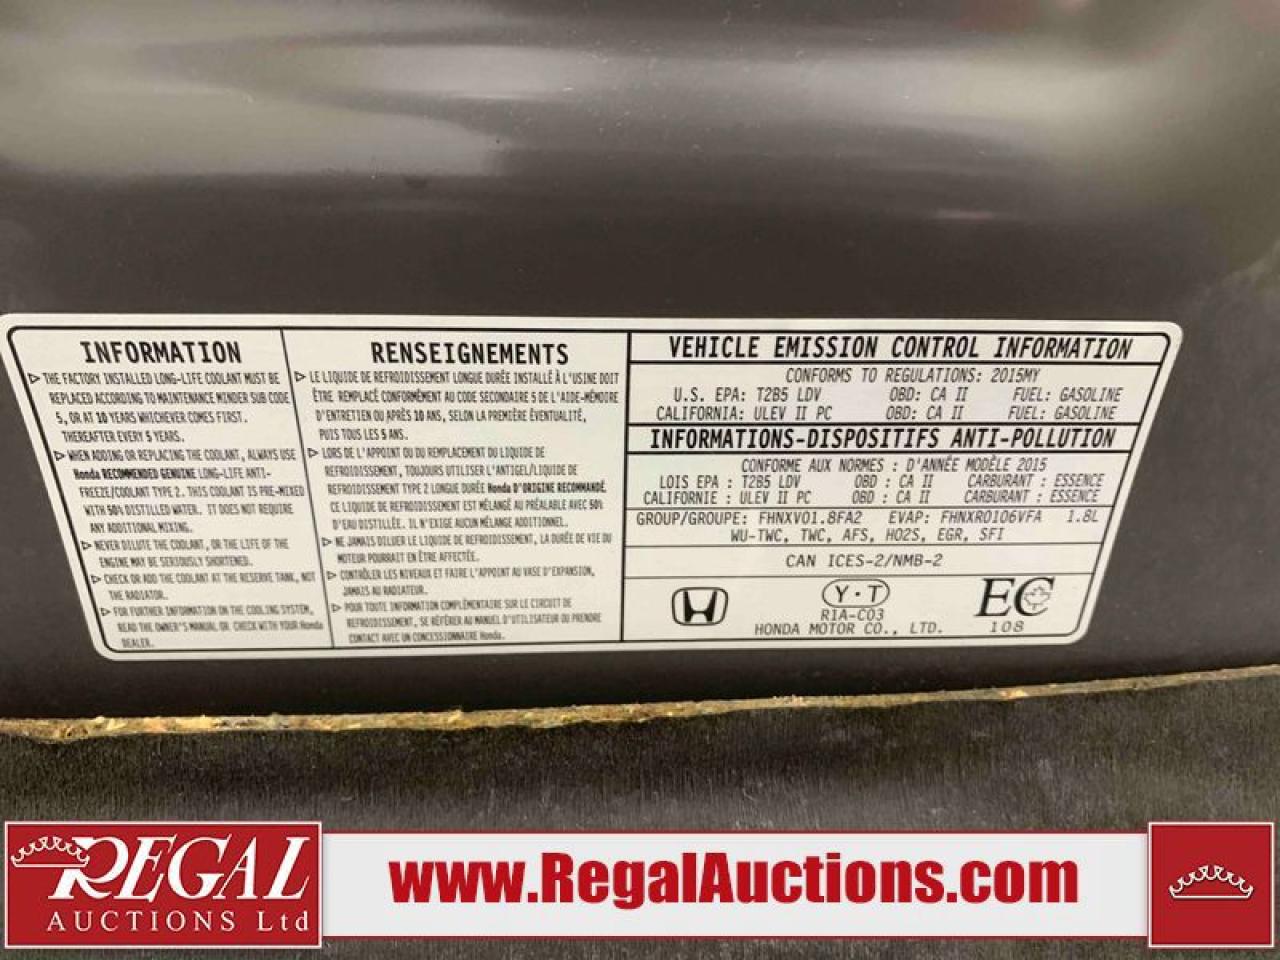 INFORMATION
▷ THE FACTORY INSTALLED LONG-LIFE COOLANT MUST BE
REPLACED ACCORDING TO MAINTENANCE MINDER SUB CODE
5, OR AT 10 YEARS WHICHEVER COMES FIRST.
THEREAFTER EVERY 5 YEARS.
▷ WHEN ADDING OR REPLACING THE COOLANT, ALWAYS USE
Honda RECOMMENDED GENUINE LONG-LIFE ANTI-
FREEZE/COOLANT TYPE 2. THIS COOLANT IS PRE-MIXED
WITH 50% DISTILLED WATER. IT DOES NOT REQUIRE
ANY ADDITIONAL MIXING.
▷ NEVER DILUTE THE COOLANT, OR THE LIFE OF THE
ENGINE MAY BE SERIOUSLY SHORTENED.
▷ CHECK OR ADD THE COOLANT AT THE RESERVE TANK, NOT
THE RADIATOR.
▷ FOR FURTHER INFORMATION ON THE COOLING SYSTEM,
READ THE OWNER'S MANUAL OR CHECK WITH YOUR Honda
DEALER.
RENSEIGNEMENTS
▷ LE LIQUIDE DE REFROIDISSEMENT LONGUE DURÉE INSTALLÉ À L'USINE DOIT
ÊTRE REMPLACÉ CONFORMÉMENT AU CODE SECONDAIRE 5 DE L'AIDE-MÉMOIRE
D'ENTRETIEN OU APRÈS 10 ANS, SELON LA PREMIÈRE ÉVENTUALITÉ,
PUIS TOUS LES 5 ANS.
▷ LORS DE L'APPOINT OU DU REMPLACEMENT DU LIQUIDE DE
REFROIDISSEMENT, TOUJOURS UTILISER L'ANTIGEL/LIQUIDE DE
REFROIDISSEMENT TYPE 2 LONGUE DURÉE Honda D'ORIGINE RECOMMANDÉ.
CE LIQUIDE DE REFROIDISSEMENT EST MÉLANGÉ AU PRÉALABLE AVEC 50%
D'EAU DISTILLÉE. IL N'EXIGE AUCUN MÉLANGE ADDITIONNEL.
▷ NE JAMAIS DILUER LE LIQUIDE DE REFROIDISSEMENT, LA DURÉE DE VIE DU
MOTEUR POURRAIT EN ÊTRE AFFECTÉE.
▷ CONTRÔLER LES NIVEAUX ET FAIRE L'APPOINT AU VASE D'EXPANSION,
JAMAIS AU RADIATEUR.
▷ POUR TOUTE INFORMATION COMPLÉMENTAIRE SUR LE CIRCUIT DE
REFROIDISSEMENT, SE RÉFÉRER AU MANUEL D'UTILISATEUR OU PRENDRE
CONTACT AVEC UN CONCESSIONNAIRE Honda.
VEHICLE EMISSION CONTROL INFORMATION
CONFORMS TO REGULATIONS: 2015MY
U.S. EPA: T2B5 LDV OBD: CA II FUEL: GASOLINE
CALIFORNIA: ULEV II PC OBD: CA II FUEL: GASOLINE
INFORMATIONS-DISPOSITIFS ANTI-POLLUTION
CONFORME AUX NORMES : D'ANNÉE MODÈLE 2015
LOIS EPA : T2B5 LDV OBD : CA II CARBURANT : ESSENCE
CALIFORNIE : ULEV II PC OBD : CA II CARBURANT : ESSENCE
GROUP/GROUPE: FHNXV01.8FA2 EVAP: FHNXR0106VFA 1.8L
WU-TWC, TWC, AFS, HO2S, EGR, SFI
CAN ICES-2/NMB-2
Y·T
R1A-C03
HONDA MOTOR CO., LTD.
EC
108
REGAL
AUCTIONS Ltd
www.RegalAuctions.com